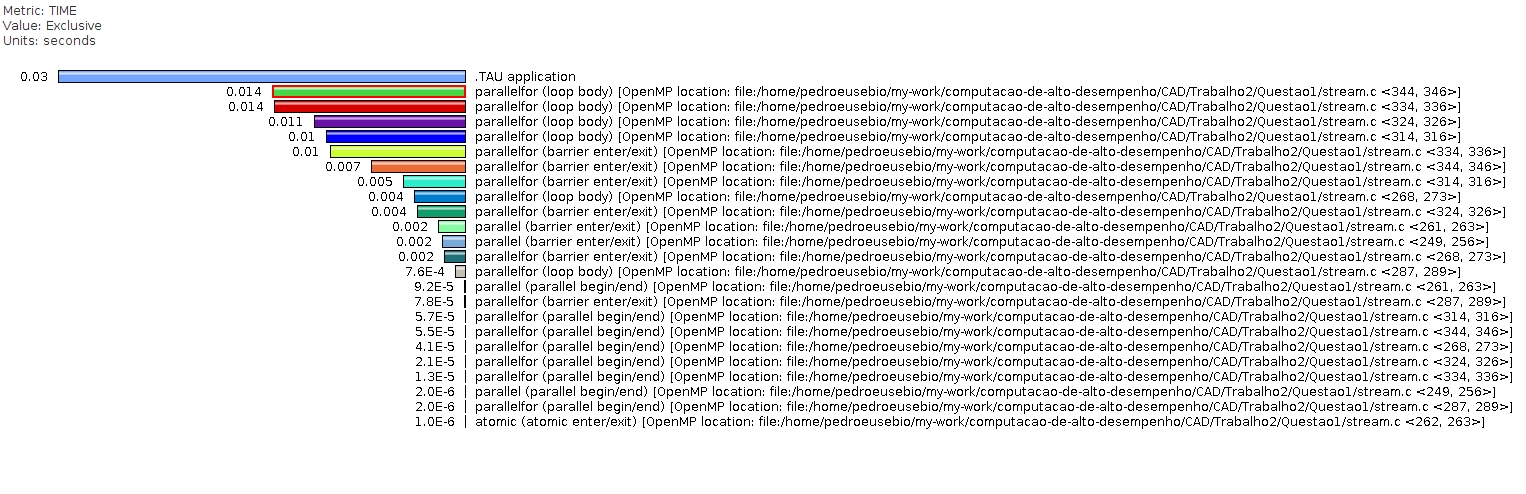 Metric: TIME
Value: Exclusive
Units: seconds
0.03 .TAU application
0.014 parallelfor (loop body) [OpenMP location: file:/home/pedroeusebio/my-work/computacao-de-alto-desempenho/CAD/Trabalho2/Questao1/stream.c <344, 346>]
0.014 parallelfor (loop body) [OpenMP location: file:/home/pedroeusebio/my-work/computacao-de-alto-desempenho/CAD/Trabalho2/Questao1/stream.c <334, 336>]
0.011 parallelfor (loop body) [OpenMP location: file:/home/pedroeusebio/my-work/computacao-de-alto-desempenho/CAD/Trabalho2/Questao1/stream.c <324, 326>]
0.01 parallelfor (loop body) [OpenMP location: file:/home/pedroeusebio/my-work/computacao-de-alto-desempenho/CAD/Trabalho2/Questao1/stream.c <314, 316>]
0.01 parallelfor (barrier enter/exit) [OpenMP location: file:/home/pedroeusebio/my-work/computacao-de-alto-desempenho/CAD/Trabalho2/Questao1/stream.c <334, 336>]
0.007 parallelfor (barrier enter/exit) [OpenMP location: file:/home/pedroeusebio/my-work/computacao-de-alto-desempenho/CAD/Trabalho2/Questao1/stream.c <344, 346>]
0.005 parallelfor (barrier enter/exit) [OpenMP location: file:/home/pedroeusebio/my-work/computacao-de-alto-desempenho/CAD/Trabalho2/Questao1/stream.c <314, 316>]
0.004 parallelfor (loop body) [OpenMP location: file:/home/pedroeusebio/my-work/computacao-de-alto-desempenho/CAD/Trabalho2/Questao1/stream.c <268, 273>]
0.004 parallelfor (barrier enter/exit) [OpenMP location: file:/home/pedroeusebio/my-work/computacao-de-alto-desempenho/CAD/Trabalho2/Questao1/stream.c <324, 326>]
0.002 parallel (barrier enter/exit) [OpenMP location: file:/home/pedroeusebio/my-work/computacao-de-alto-desempenho/CAD/Trabalho2/Questao1/stream.c <261, 263>]
0.002 parallel (barrier enter/exit) [OpenMP location: file:/home/pedroeusebio/my-work/computacao-de-alto-desempenho/CAD/Trabalho2/Questao1/stream.c <249, 256>]
0.002 parallelfor (barrier enter/exit) [OpenMP location: file:/home/pedroeusebio/my-work/computacao-de-alto-desempenho/CAD/Trabalho2/Questao1/stream.c <268, 273>]
7.6E-4 parallelfor (loop body) [OpenMP location: file:/home/pedroeusebio/my-work/computacao-de-alto-desempenho/CAD/Trabalho2/Questao1/stream.c <287, 289>]
9.2E-5 parallel (parallel begin/end) [OpenMP location: file:/home/pedroeusebio/my-work/computacao-de-alto-desempenho/CAD/Trabalho2/Questao1/stream.c <261, 263>]
7.8E-5 parallelfor (barrier enter/exit) [OpenMP location: file:/home/pedroeusebio/my-work/computacao-de-alto-desempenho/CAD/Trabalho2/Questao1/stream.c <287, 289>]
5.7E-5 parallelfor (parallel begin/end) [OpenMP location: file:/home/pedroeusebio/my-work/computacao-de-alto-desempenho/CAD/Trabalho2/Questao1/stream.c <314, 316>]
5.5E-5 parallelfor (parallel begin/end) [OpenMP location: file:/home/pedroeusebio/my-work/computacao-de-alto-desempenho/CAD/Trabalho2/Questao1/stream.c <344, 346>]
4.1E-5 parallelfor (parallel begin/end) [OpenMP location: file:/home/pedroeusebio/my-work/computacao-de-alto-desempenho/CAD/Trabalho2/Questao1/stream.c <268, 273>]
2.1E-5 parallelfor (parallel begin/end) [OpenMP location: file:/home/pedroeusebio/my-work/computacao-de-alto-desempenho/CAD/Trabalho2/Questao1/stream.c <324, 326>]
1.3E-5 parallelfor (parallel begin/end) [OpenMP location: file:/home/pedroeusebio/my-work/computacao-de-alto-desempenho/CAD/Trabalho2/Questao1/stream.c <334, 336>]
2.0E-6 parallel (parallel begin/end) [OpenMP location: file:/home/pedroeusebio/my-work/computacao-de-alto-desempenho/CAD/Trabalho2/Questao1/stream.c <249, 256>]
2.0E-6 parallelfor (parallel begin/end) [OpenMP location: file:/home/pedroeusebio/my-work/computacao-de-alto-desempenho/CAD/Trabalho2/Questao1/stream.c <287, 289>]
1.0E-6 atomic (atomic enter/exit) [OpenMP location: file:/home/pedroeusebio/my-work/computacao-de-alto-desempenho/CAD/Trabalho2/Questao1/stream.c <262, 263>]